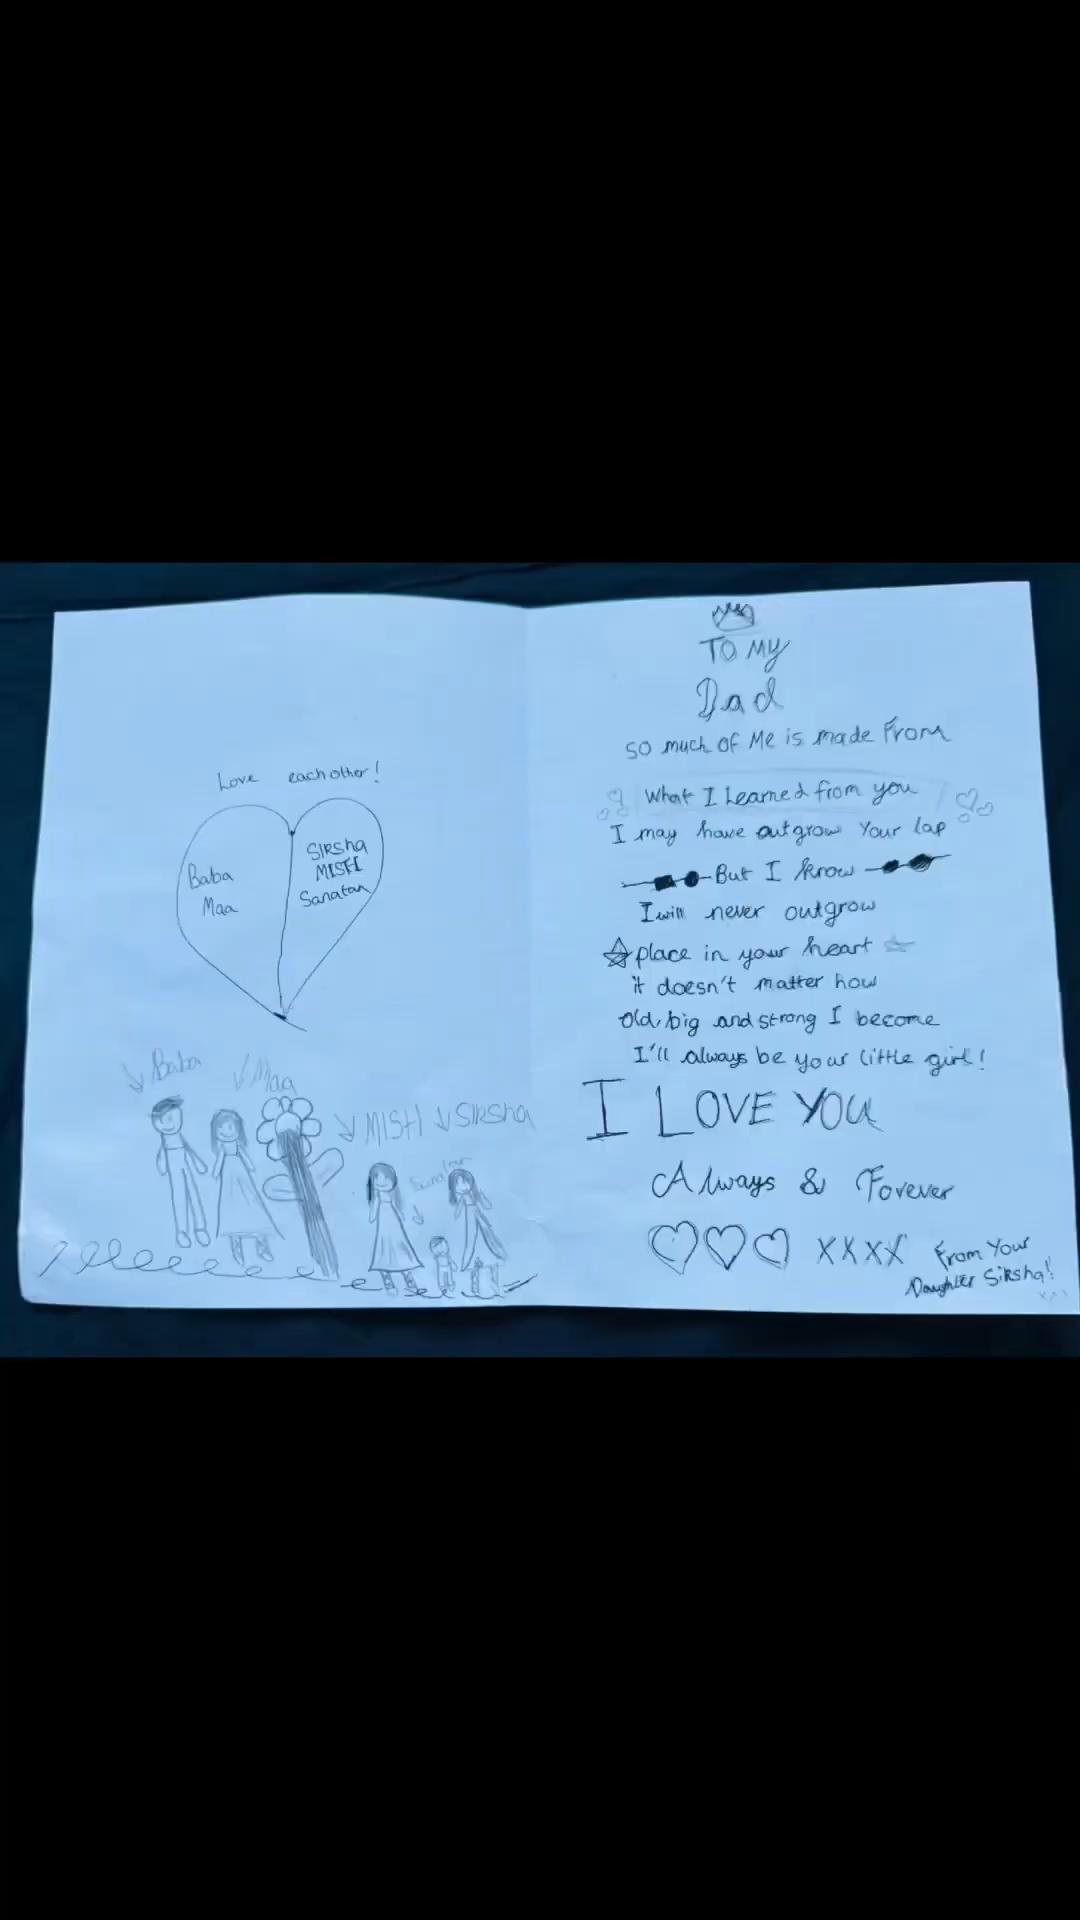 Love each other!
Baba
Maa
Siksha
MISHI
Sanatan
Baba
Maa
MISHI
Siksha
TO MY
Dad
so much of Me is made From
What I Learned from you
I may have outgrow your lap
But I know
I will never outgrow
place in your heart
it doesn't matter how
old, big and strong I become
I'll always be your little girl!
I LOVE YOU
Always & Forever
XXXX
From Your
Daughter Siksha!